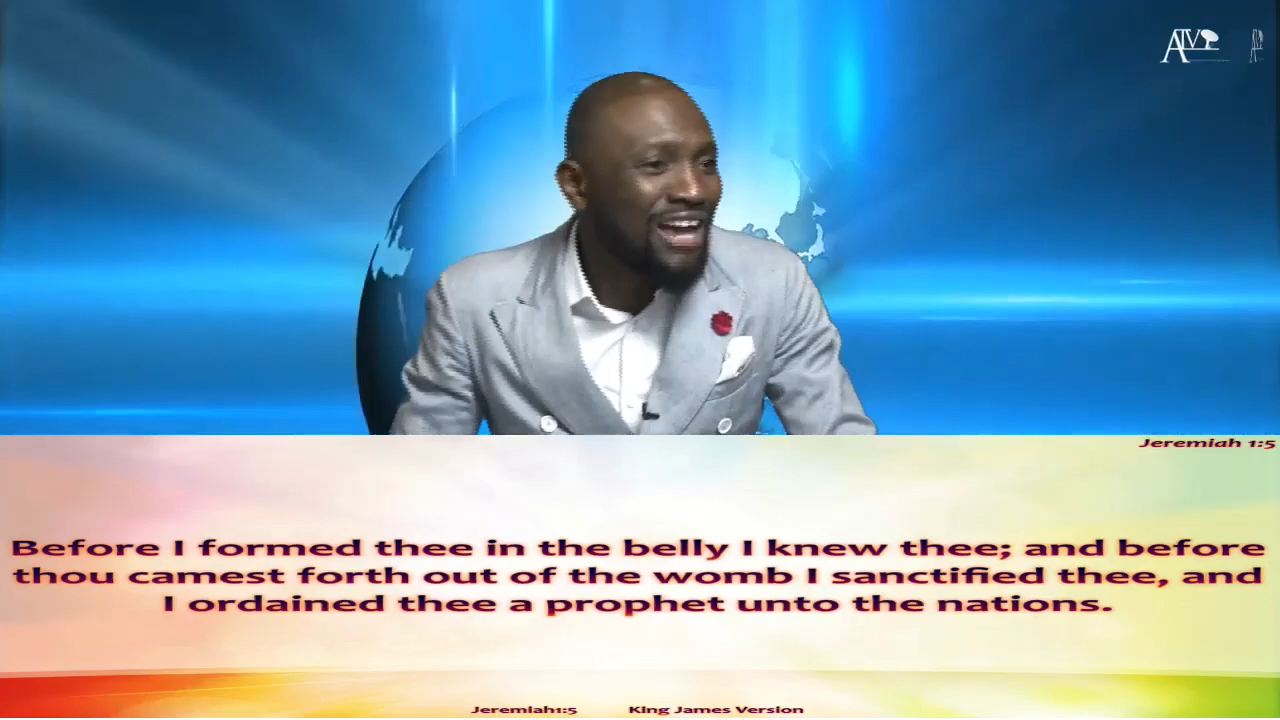 ATV
Jeremiah 1:5
Before I formed thee in the belly I knew thee; and before
thou camest forth out of the womb I sanctified thee, and
I ordained thee a prophet unto the nations.
Jeremiah1:5 King James Version